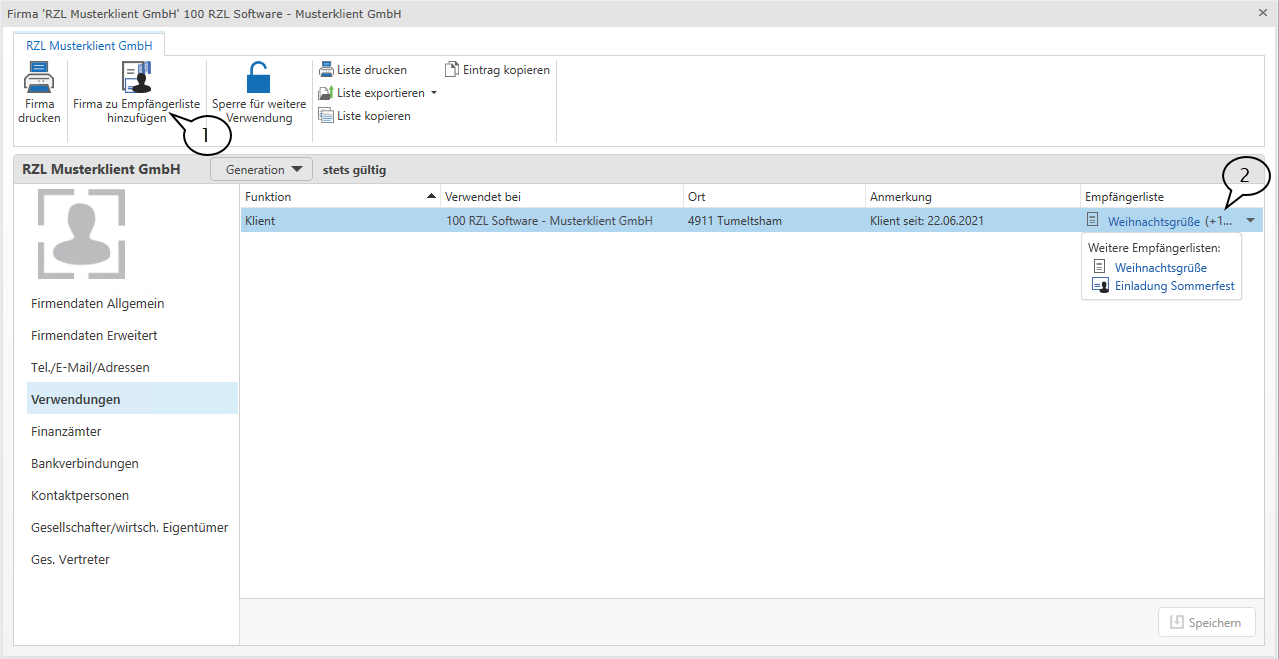 Firma 'RZL Musterklient GmbH' 100 RZL Software - Musterklient GmbH
RZL Musterklient GmbH
Firma
drucken
Firma zu Empfängerliste
hinzufügen
Sperre für weitere
Verwendung
Liste drucken
Liste exportieren
Liste kopieren
Eintrag kopieren
1
RZL Musterklient GmbH
Generation
stets gültig
2
Funktion
Verwendet bei
Ort
Anmerkung
Empfängerliste
Klient
100 RZL Software - Musterklient GmbH
4911 Tumeltsham
Klient seit: 22.06.2021
Weihnachtsgrüße (+1...
Weitere Empfängerlisten:
Weihnachtsgrüße
Einladung Sommerfest
Firmendaten Allgemein
Firmendaten Erweitert
Tel./E-Mail/Adressen
Verwendungen
Finanzämter
Bankverbindungen
Kontaktpersonen
Gesellschafter/wirtsch. Eigentümer
Ges. Vertreter
Speichern